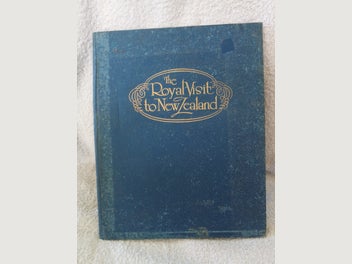 The
Royal Visit
to New Zealand